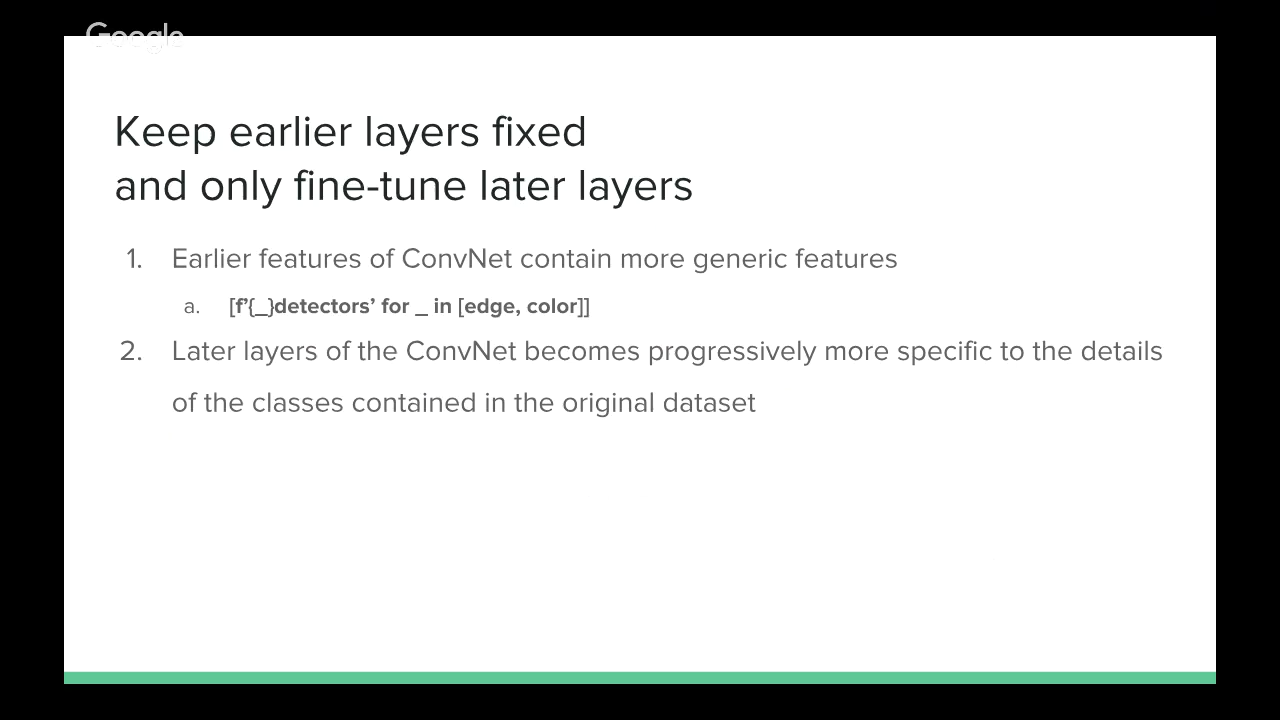 Google
Keep earlier layers fixed
and only fine-tune later layers
1. Earlier features of ConvNet contain more generic features
a. [f’{_}detectors’ for _ in [edge, color]]
2. Later layers of the ConvNet becomes progressively more specific to the details
of the classes contained in the original dataset